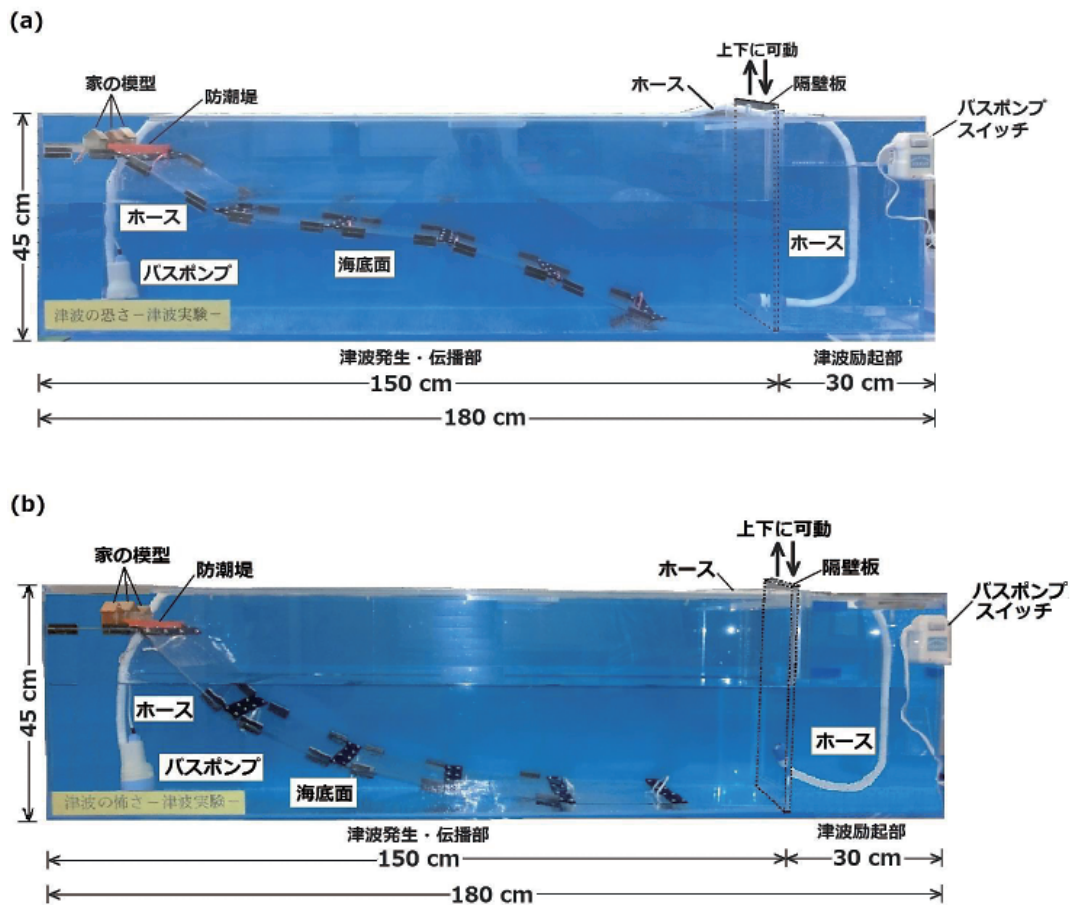 (a)
上下に可動
ホース
隔壁板
家の模型
防潮堤
バスポンプ
スイッチ
45 cm
ホース
ホース
バスポンプ
海底面
津波の恐さ－津波実験－
津波発生・伝播部
津波励起部
150 cm
30 cm
180 cm
(b)
上下に可動
家の模型
防潮堤
ホース
隔壁板
バスポンプ
スイッチ
45 cm
ホース
ホース
バスポンプ
海底面
津波の怖さ－津波実験－
津波発生・伝播部
津波励起部
150 cm
30 cm
180 cm